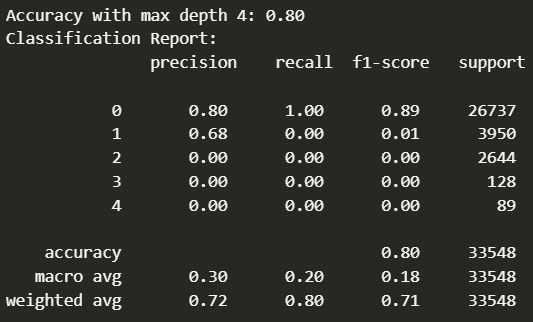 Accuracy with max depth 4: 0.80
Classification Report:
precision recall f1-score support
0 0.80 1.00 0.89 26737
1 0.68 0.00 0.01 3950
2 0.00 0.00 0.00 2644
3 0.00 0.00 0.00 128
4 0.00 0.00 0.00 89
accuracy 0.80 33548
macro avg 0.30 0.20 0.18 33548
weighted avg 0.72 0.80 0.71 33548